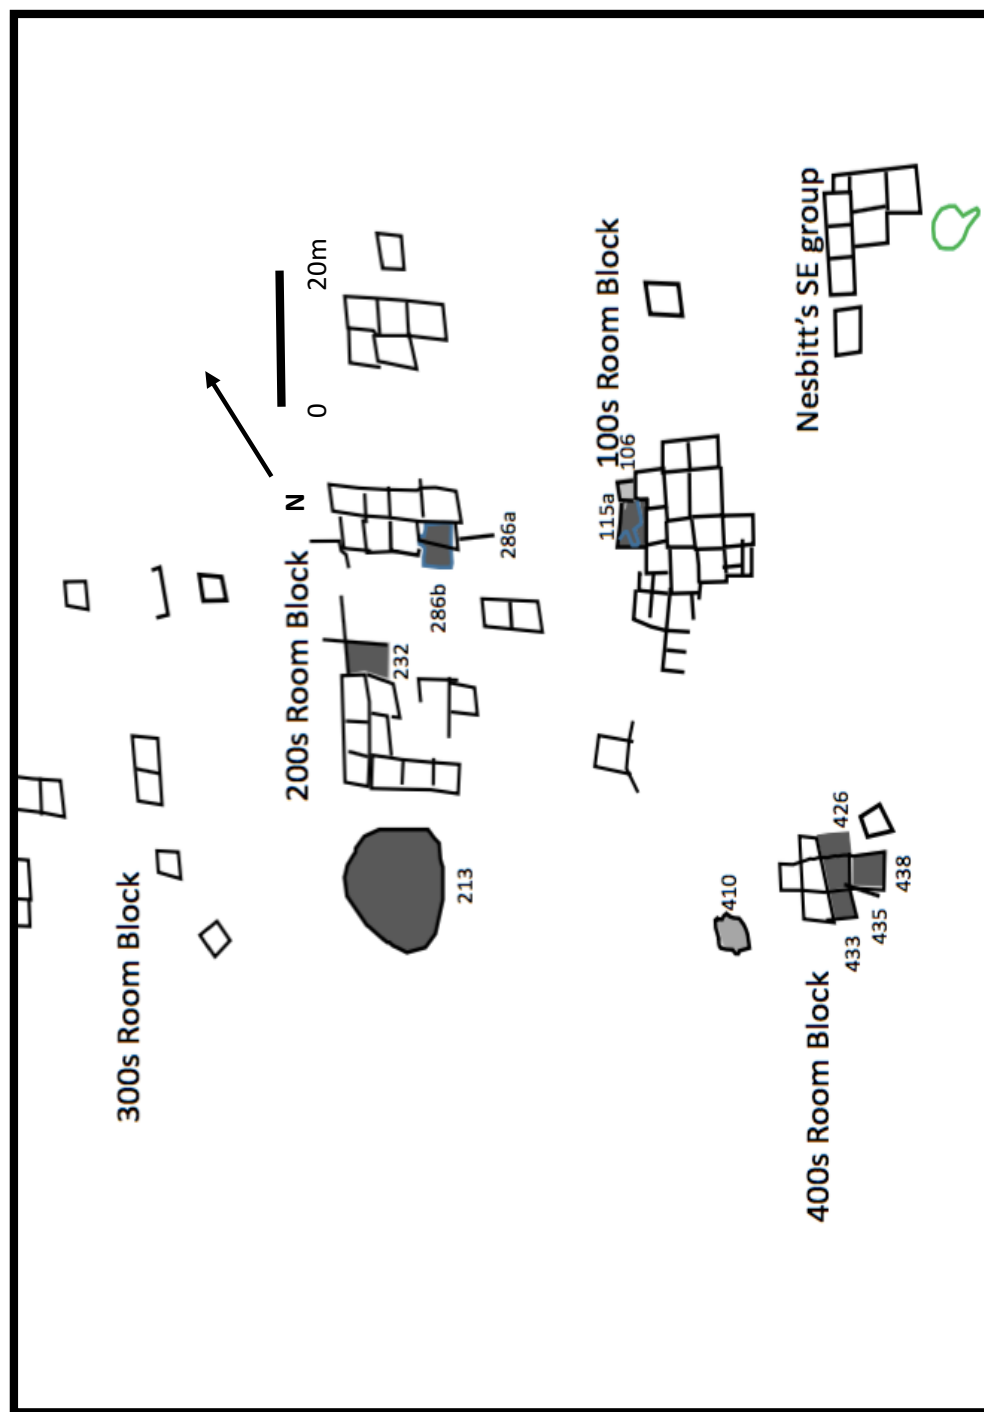 300s Room Block
N
0
20m
200s Room Block
213
232
286b
286a
100s Room Block
115a
106
410
400s Room Block
433
435
438
426
Nesbitt's SE group